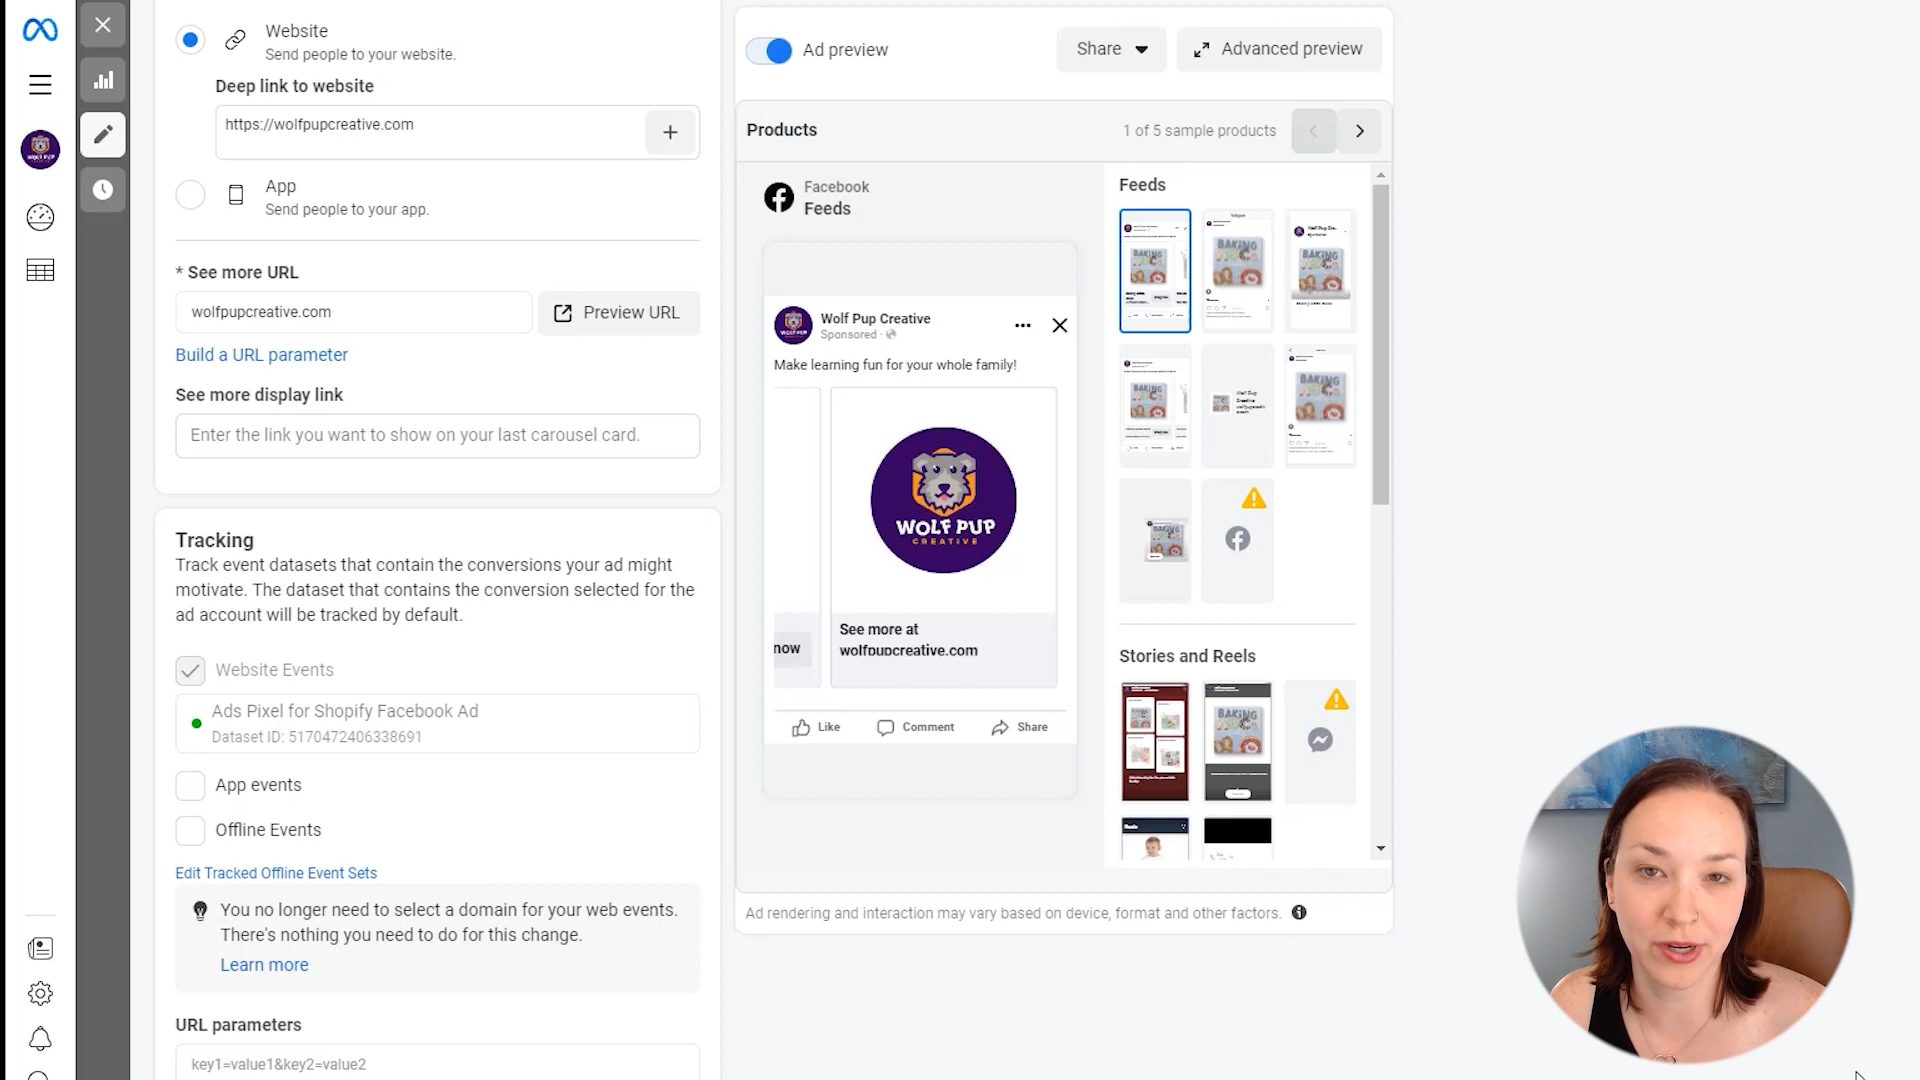 Website
Send people to your website.
Deep link to website
https://wolfpupcreative.com
App
Send people to your app.
* See more URL
wolfpupcreative.com
Preview URL
Build a URL parameter
See more display link
Enter the link you want to show on your last carousel card.
Tracking
Track event datasets that contain the conversions your ad might
motivate. The dataset that contains the conversion selected for the
ad account will be tracked by default.
Website Events
Ads Pixel for Shopify Facebook Ad
Dataset ID: 5170472406338691
App events
Offline Events
Edit Tracked Offline Event Sets
You no longer need to select a domain for your web events.
There's nothing you need to do for this change.
Learn more
URL parameters
key1=value1&key2=value2
Ad preview
Share
Advanced preview
Products
1 of 5 sample products
Facebook
Feeds
Wolf Pup Creative
Sponsored ·
Make learning fun for your whole family!
WOLF PUP
CREATIVE
now
See more at
wolfpupcreative.com
Like
Comment
Share
Feeds
BAKING
BAKING
BAKING
BAKING
BAKING
Stories and Reels
BAKING
Ad rendering and interaction may vary based on device, format and other factors.